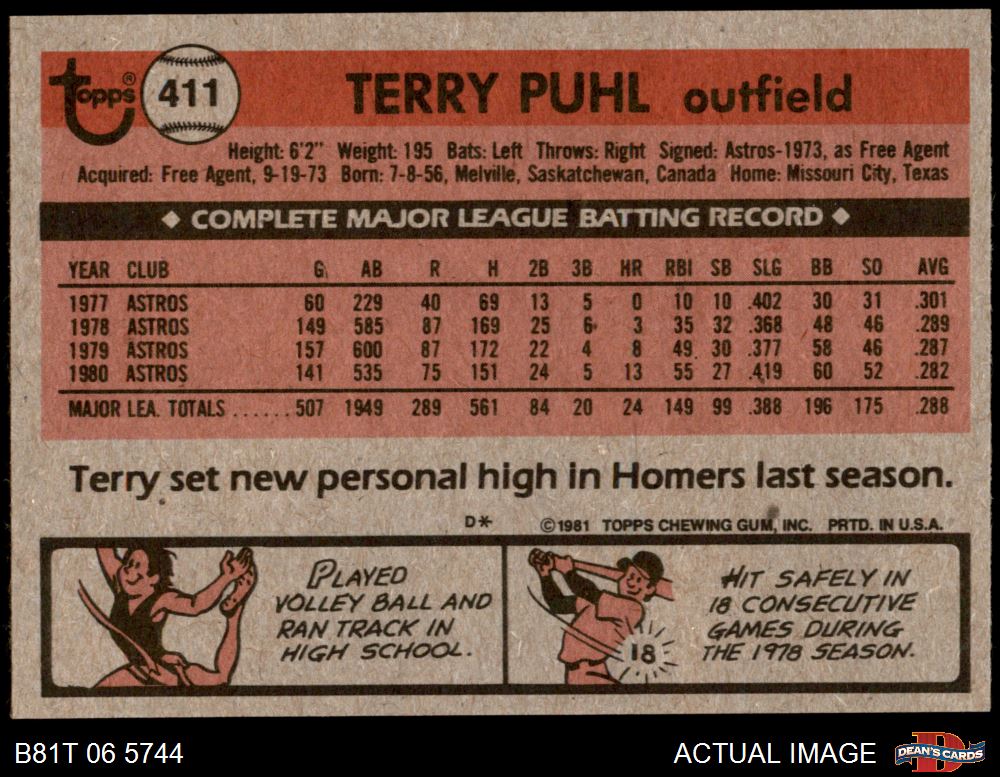 Topps® 411 TERRY PUHL outfield
Height: 6'2" Weight: 195 Bats: Left Throws: Right Signed: Astros-1973, as Free Agent
Acquired: Free Agent, 9-19-73 Born: 7-8-56, Melville, Saskatchewan, Canada Home: Missouri City, Texas
◆ COMPLETE MAJOR LEAGUE BATTING RECORD ◆
YEAR CLUB G AB R H 2B 3B HR RBI SB SLG BB SO AVG
1977 ASTROS 60 229 40 69 13 5 0 10 10 .402 30 31 .301
1978 ASTROS 149 585 87 169 25 6 3 35 32 .368 48 46 .289
1979 ASTROS 157 600 87 172 22 4 8 49 30 .377 58 46 .287
1980 ASTROS 141 535 75 151 24 5 13 55 27 .419 60 52 .282
MAJOR LEA. TOTALS ...... 507 1949 289 561 84 20 24 149 99 .388 196 175 .288
Terry set new personal high in Homers last season.
D* ©1981 TOPPS CHEWING GUM, INC. PRTD. IN U.S.A.
PLAYED
VOLLEY BALL AND
RAN TRACK IN
HIGH SCHOOL.
HIT SAFELY IN
18 CONSECUTIVE
GAMES DURING
THE 1978 SEASON.
18
B81T 06 5744 ACTUAL IMAGE D DEAN'S CARDS